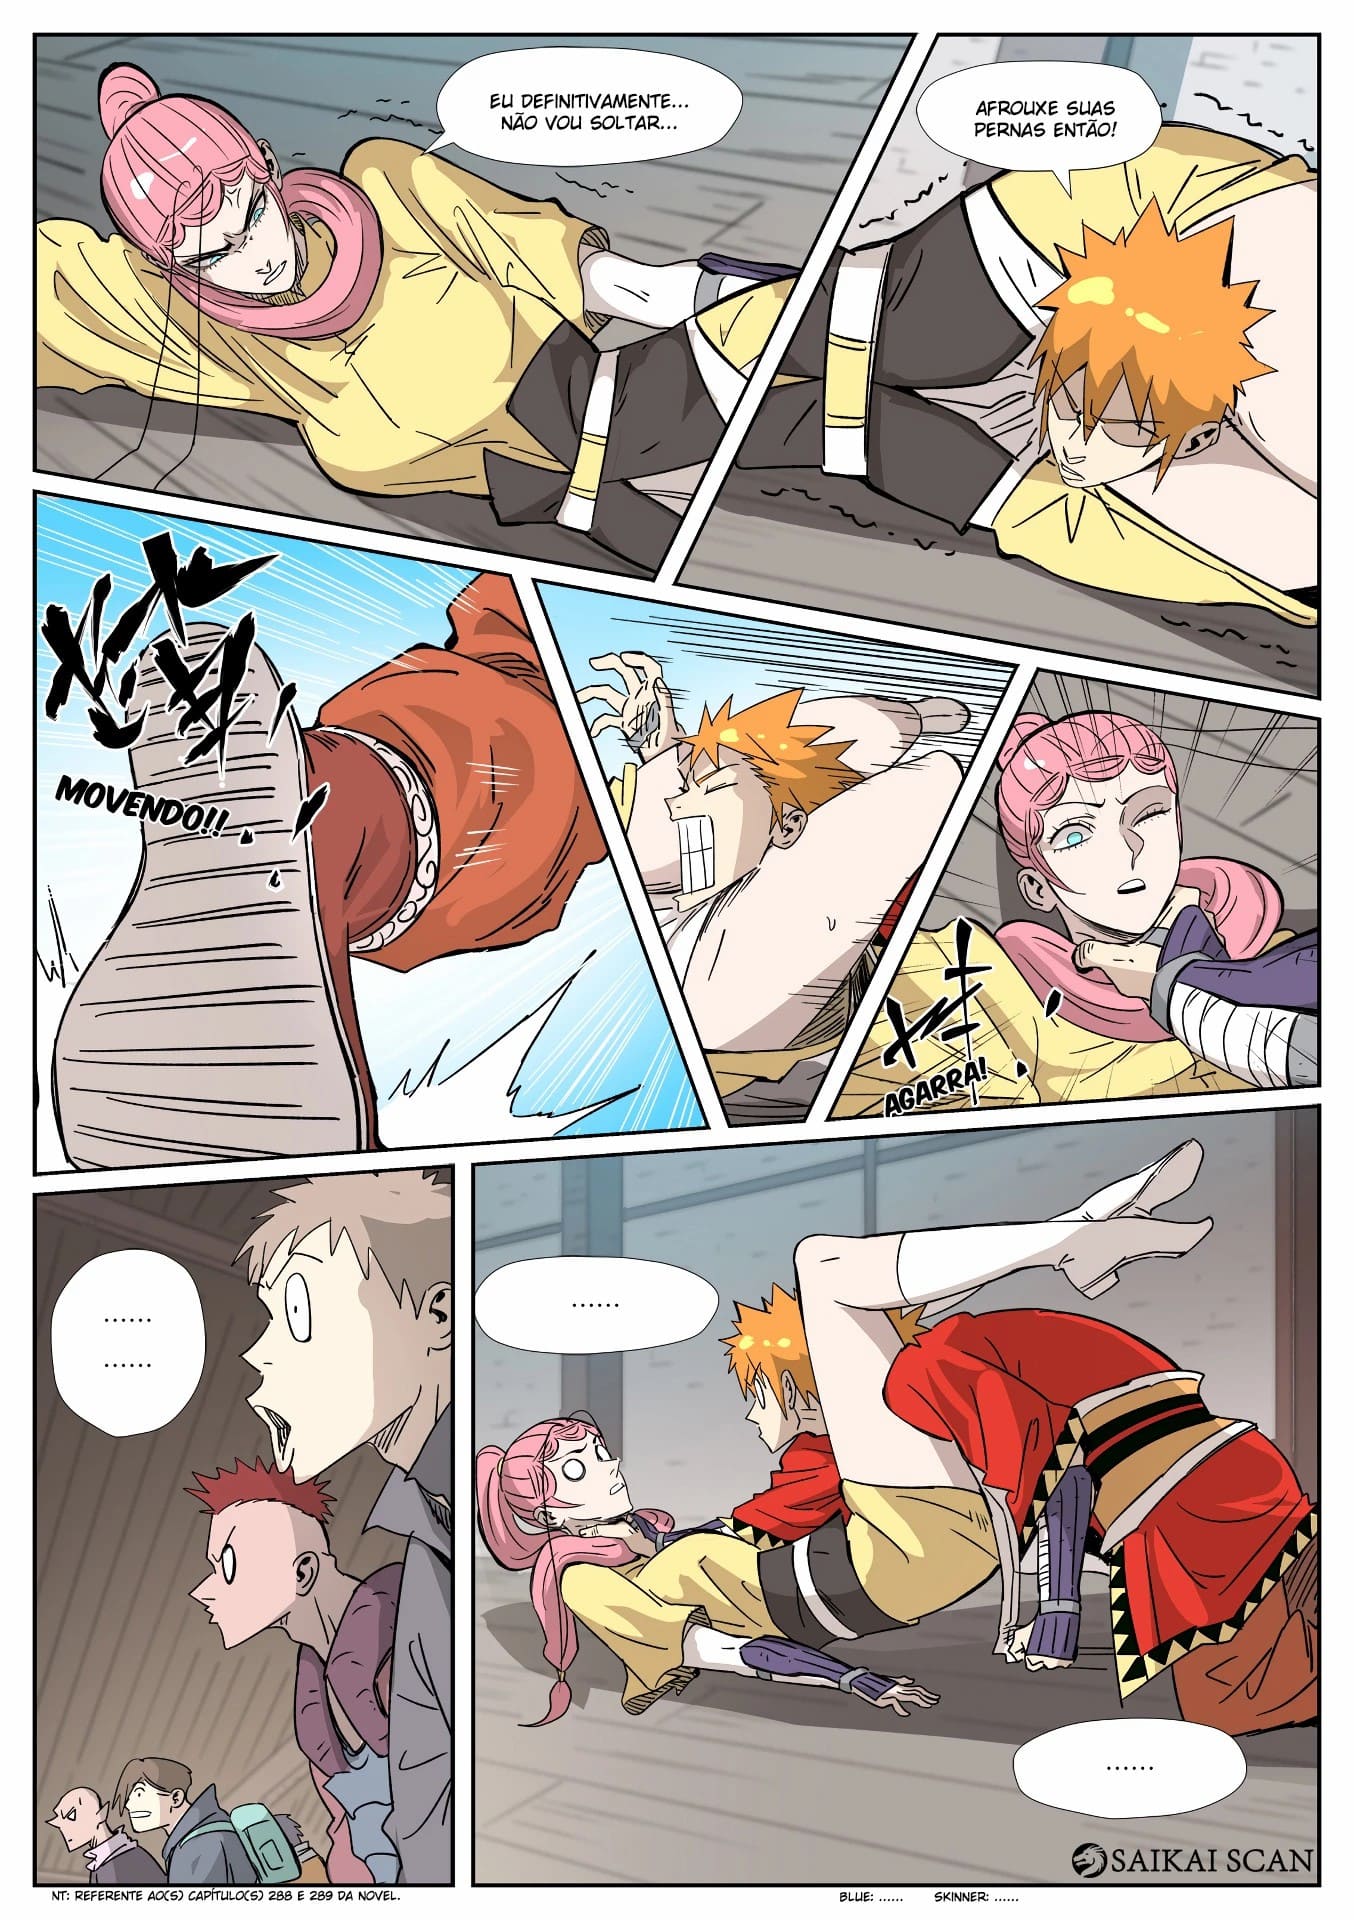 EU DEFINITIVAMENTE...
NÃO VOU SOLTAR...
AFROUXE SUAS
PERNAS ENTÃO!
MOVENDO!!
AGARRA!
......
......
......
......
SAIKAI SCAN
NT: REFERENTE AO(S) CAPÍTULO(S) 288 E 289 DA NOVEL.
BLUE: ...... SKINNER: ......